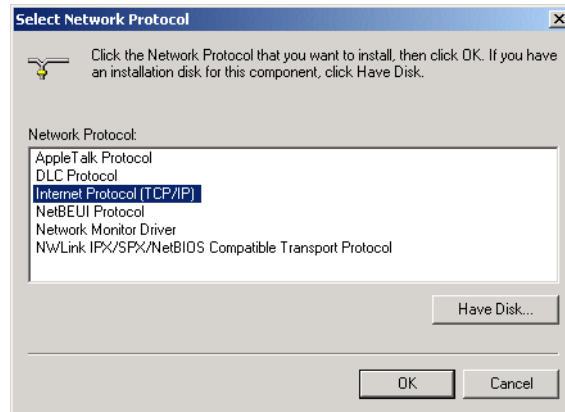 Select Network Protocol
Click the Network Protocol that you want to install, then click OK. If you have
an installation disk for this component, click Have Disk.
Network Protocol:
AppleTalk Protocol
DLC Protocol
Internet Protocol (TCP/IP)
NetBEUI Protocol
Network Monitor Driver
NWLink IPX/SPX/NetBIOS Compatible Transport Protocol
Have Disk...
OK
Cancel